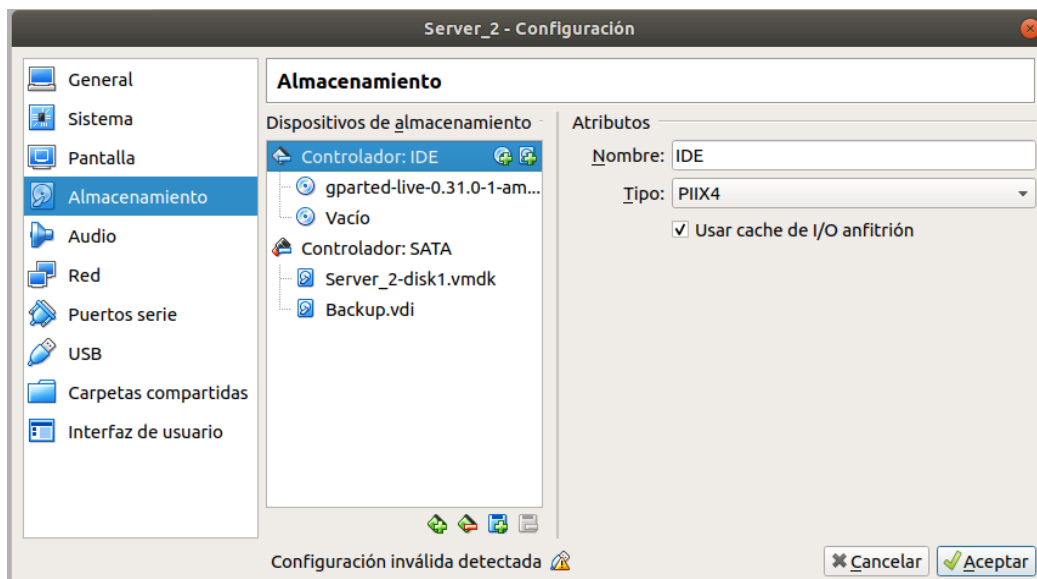 Server_2 - Configuración
General
Sistema
Pantalla
Almacenamiento
Audio
Red
Puertos serie
USB
Carpetas compartidas
Interfaz de usuario
Almacenamiento
Dispositivos de almacenamiento
Controlador: IDE
gparted-live-0.31.0-1-am...
Vacío
Controlador: SATA
Server_2-disk1.vmdk
Backup.vdi
Atributos
Nombre: IDE
Tipo: PIIX4
Usar cache de I/O anfitrión
Configuración inválida detectada
Cancelar
Aceptar